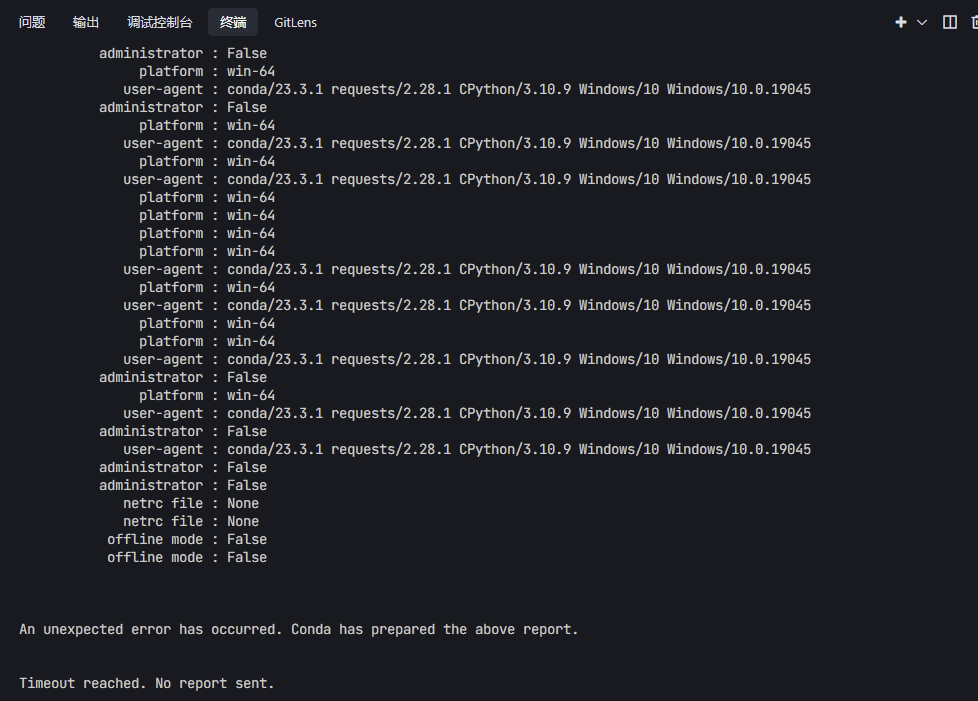 问题 输出 调试控制台 终端 GitLens
administrator : False
platform : win-64
user-agent : conda/23.3.1 requests/2.28.1 CPython/3.10.9 Windows/10 Windows/10.0.19045
administrator : False
platform : win-64
user-agent : conda/23.3.1 requests/2.28.1 CPython/3.10.9 Windows/10 Windows/10.0.19045
platform : win-64
user-agent : conda/23.3.1 requests/2.28.1 CPython/3.10.9 Windows/10 Windows/10.0.19045
platform : win-64
platform : win-64
platform : win-64
platform : win-64
user-agent : conda/23.3.1 requests/2.28.1 CPython/3.10.9 Windows/10 Windows/10.0.19045
platform : win-64
user-agent : conda/23.3.1 requests/2.28.1 CPython/3.10.9 Windows/10 Windows/10.0.19045
platform : win-64
platform : win-64
user-agent : conda/23.3.1 requests/2.28.1 CPython/3.10.9 Windows/10 Windows/10.0.19045
administrator : False
platform : win-64
user-agent : conda/23.3.1 requests/2.28.1 CPython/3.10.9 Windows/10 Windows/10.0.19045
administrator : False
user-agent : conda/23.3.1 requests/2.28.1 CPython/3.10.9 Windows/10 Windows/10.0.19045
administrator : False
administrator : False
netrc file : None
netrc file : None
offline mode : False
offline mode : False
An unexpected error has occurred. Conda has prepared the above report.
Timeout reached. No report sent.